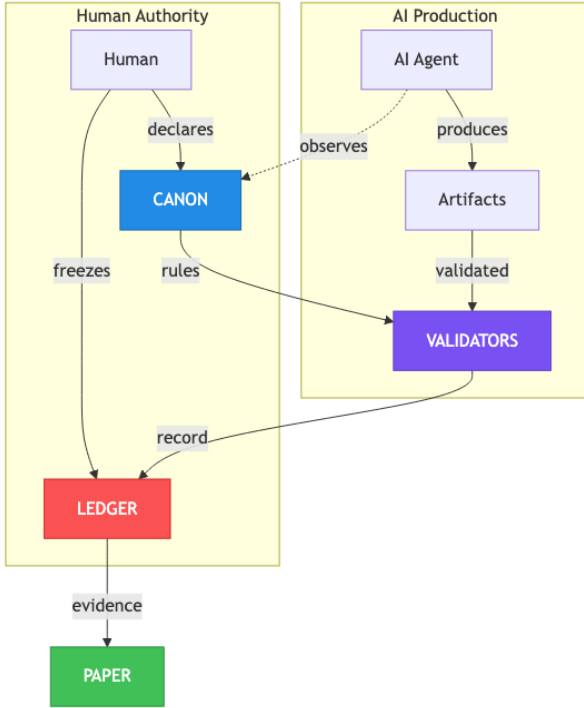 Human Authority
AI Production
Human
AI Agent
declares
produces
observes
CANON
Artifacts
freezes
rules
validated
VALIDATORS
record
LEDGER
evidence
PAPER